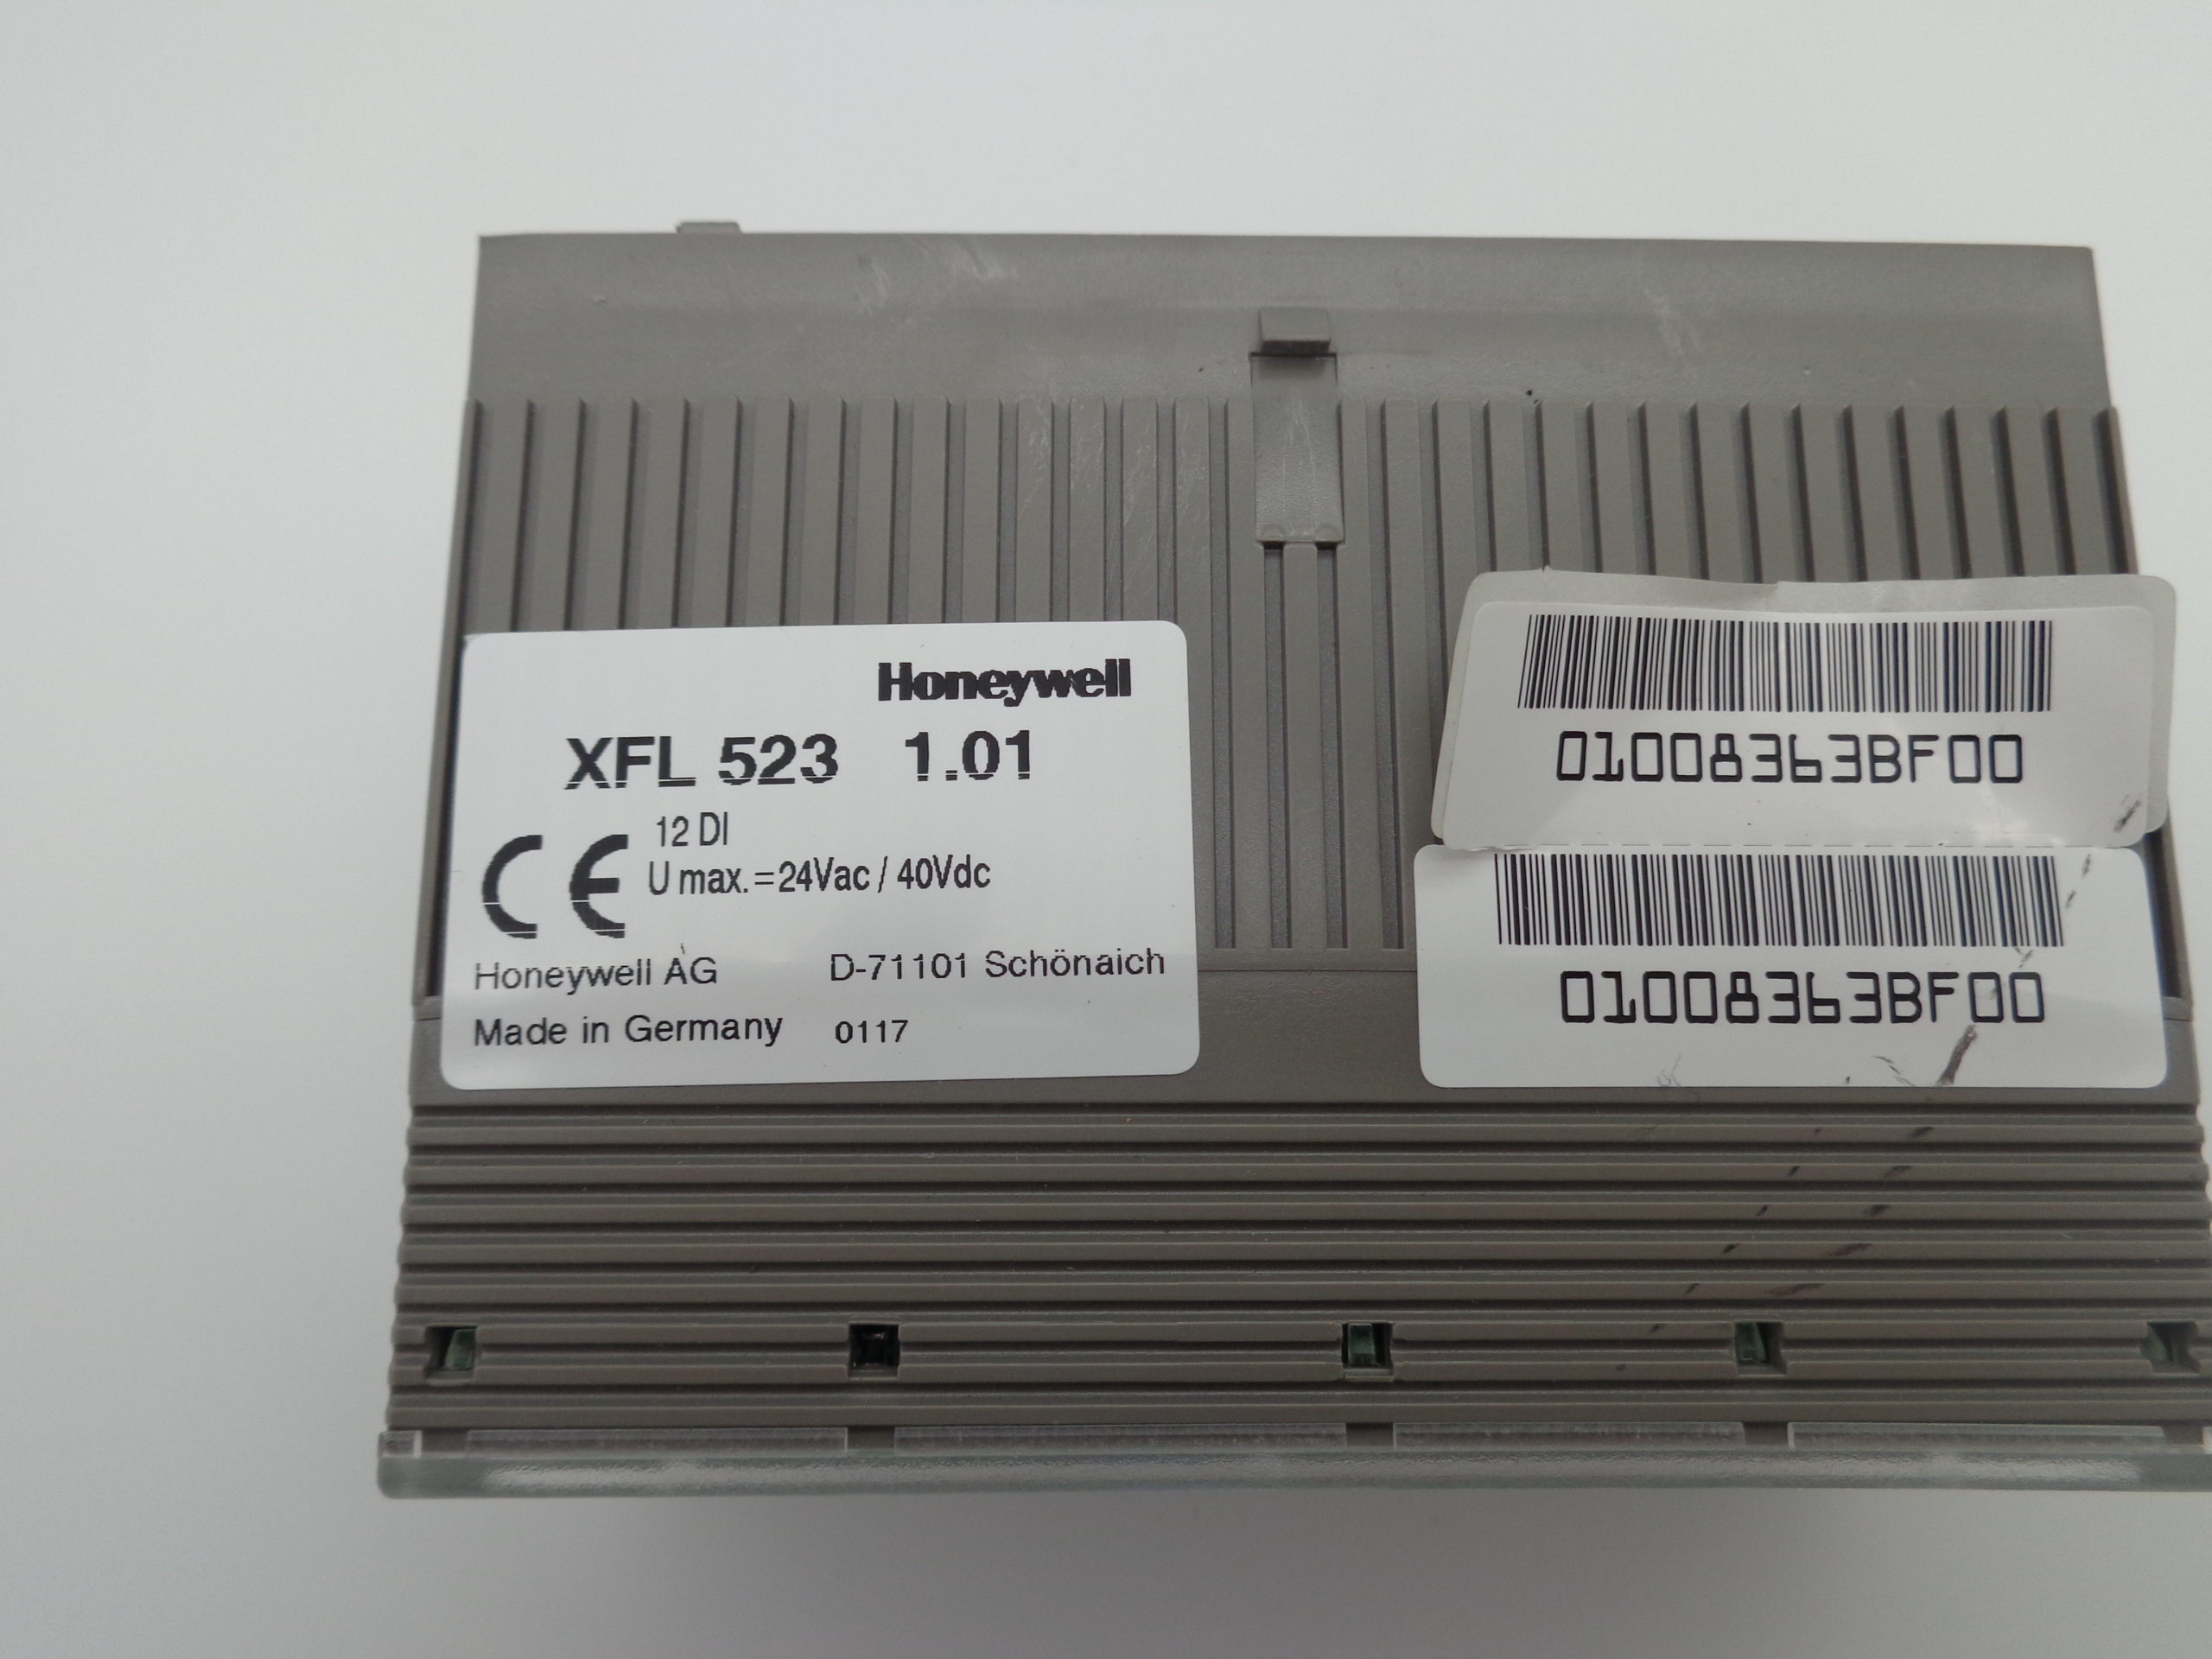 Honeywell
XFL 523 1.01
12 DI
CE U max.=24Vac / 40Vdc
Honeywell AG D-71101 Schönaich
Made in Germany 0117
01008363BF00
01008363BF00